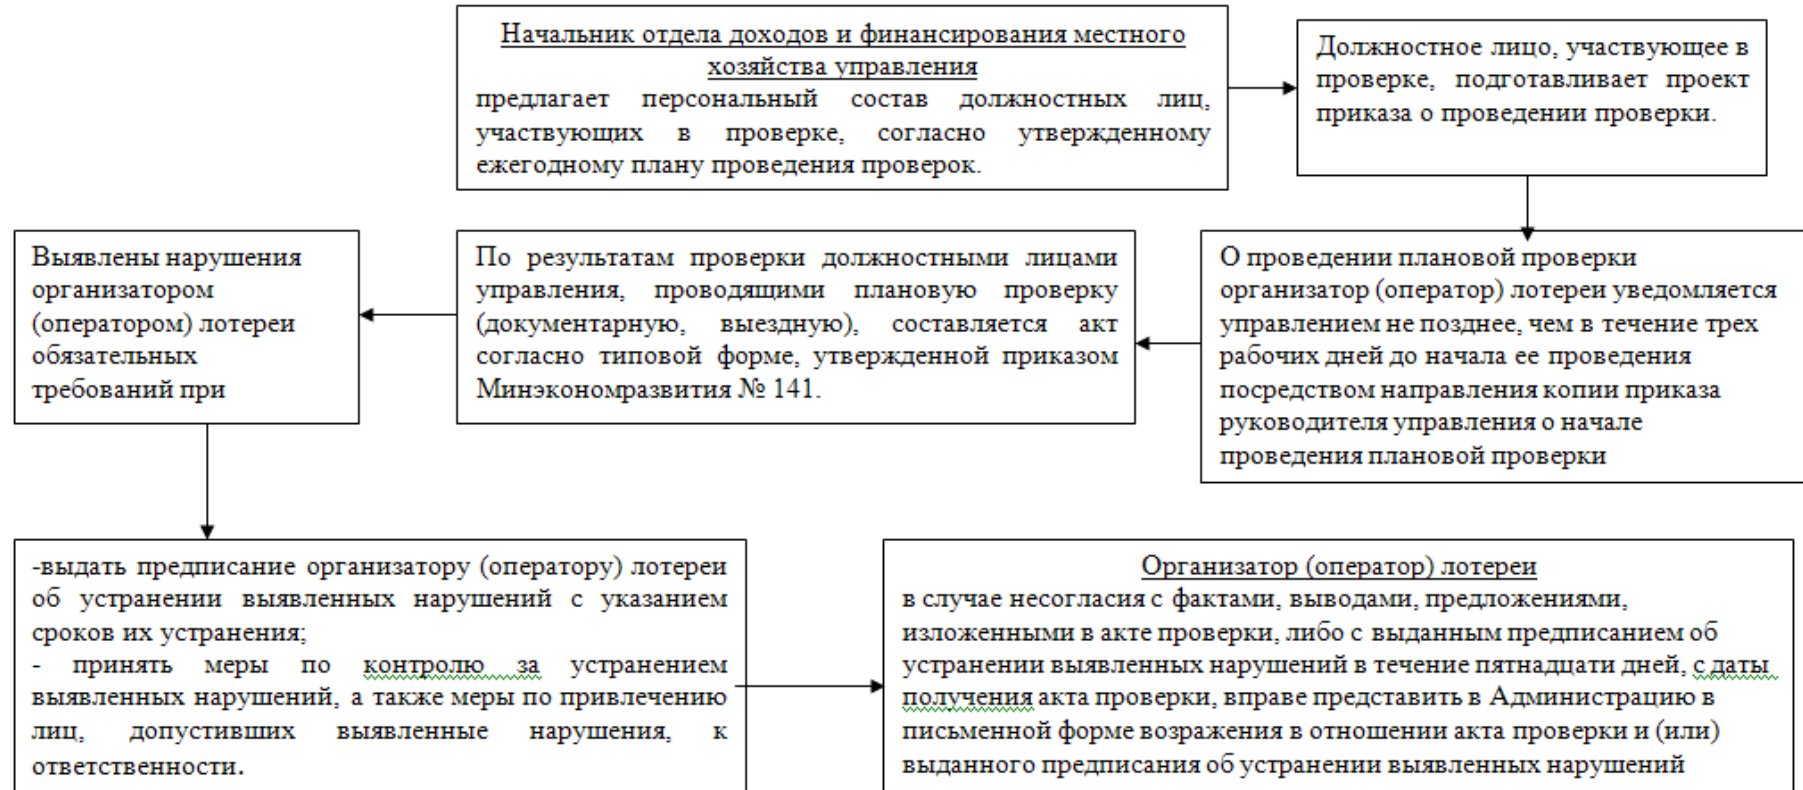 Начальник отдела доходов и финансирования местного
хозяйства управления
предлагает персональный состав должностных лиц,
участвующих в проверке, согласно утвержденному
ежегодному плану проведения проверок.
Должностное лицо, участвующее в
проверке, подготавливает проект
приказа о проведении проверки.
О проведении плановой проверки
организатор (оператор) лотереи уведомляется
управлением не позднее, чем в течение трех
рабочих дней до начала ее проведения
посредством направления копии приказа
руководителя управления о начале
проведения плановой проверки
По результатам проверки должностными лицами
управления, проводящими плановую проверку
(документарную, выездную), составляется акт
согласно типовой форме, утвержденной приказом
Минэкономразвития № 141.
Выявлены нарушения
организатором
(оператором) лотереи
обязательных
требований при
-выдать предписание организатору (оператору) лотереи
об устранении выявленных нарушений с указанием
сроков их устранения;
- принять меры по контролю за устранением
выявленных нарушений, а также меры по привлечению
лиц, допустивших выявленные нарушения, к
ответственности.
Организатор (оператор) лотереи
в случае несогласия с фактами, выводами, предложениями,
изложенными в акте проверки, либо с выданным предписанием об
устранении выявленных нарушений в течение пятнадцати дней, с даты
получения акта проверки, вправе представить в Администрацию в
письменной форме возражения в отношении акта проверки и (или)
выданного предписания об устранении выявленных нарушений